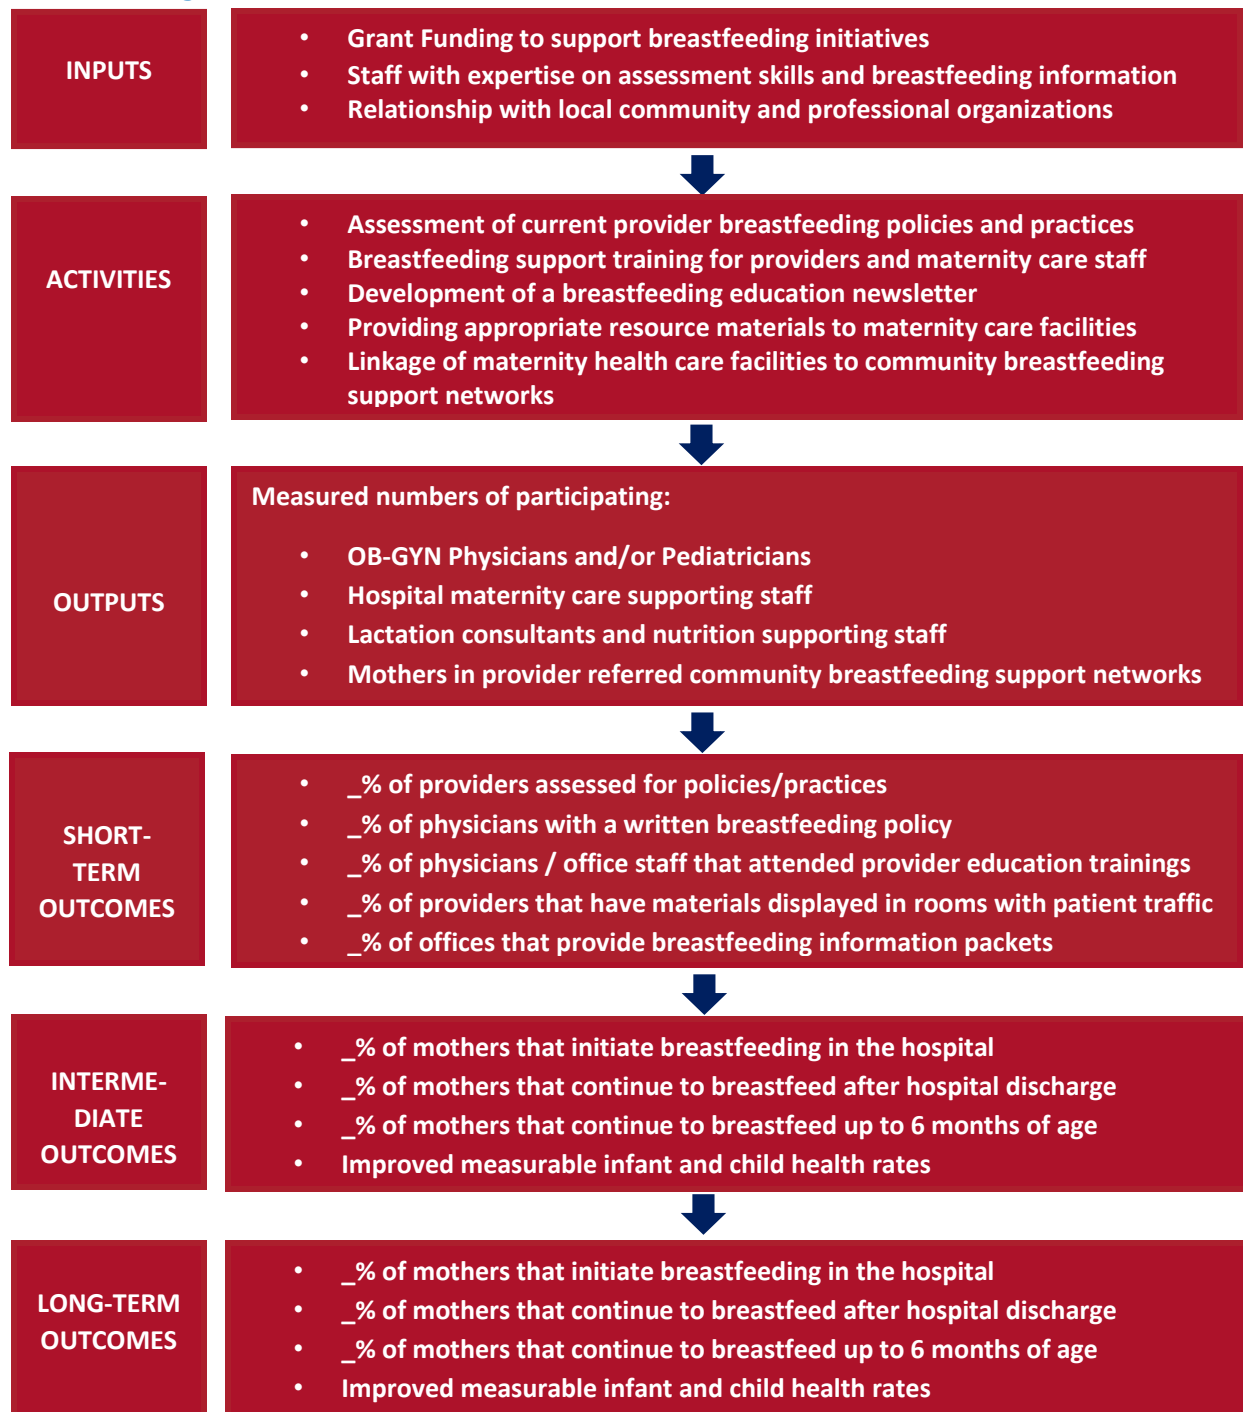 INPUTS
• Grant Funding to support breastfeeding initiatives
• Staff with expertise on assessment skills and breastfeeding information
• Relationship with local community and professional organizations
ACTIVITIES
• Assessment of current provider breastfeeding policies and practices
• Breastfeeding support training for providers and maternity care staff
• Development of a breastfeeding education newsletter
• Providing appropriate resource materials to maternity care facilities
• Linkage of maternity health care facilities to community breastfeeding
support networks
OUTPUTS
Measured numbers of participating:
• OB-GYN Physicians and/or Pediatricians
• Hospital maternity care supporting staff
• Lactation consultants and nutrition supporting staff
• Mothers in provider referred community breastfeeding support networks
SHORT-
TERM
OUTCOMES
• _% of providers assessed for policies/practices
• _% of physicians with a written breastfeeding policy
• _% of physicians / office staff that attended provider education trainings
• _% of providers that have materials displayed in rooms with patient traffic
• _% of offices that provide breastfeeding information packets
INTERME-
DIATE
OUTCOMES
• _% of mothers that initiate breastfeeding in the hospital
• _% of mothers that continue to breastfeed after hospital discharge
• _% of mothers that continue to breastfeed up to 6 months of age
• Improved measurable infant and child health rates
LONG-TERM
OUTCOMES
• _% of mothers that initiate breastfeeding in the hospital
• _% of mothers that continue to breastfeed after hospital discharge
• _% of mothers that continue to breastfeed up to 6 months of age
• Improved measurable infant and child health rates